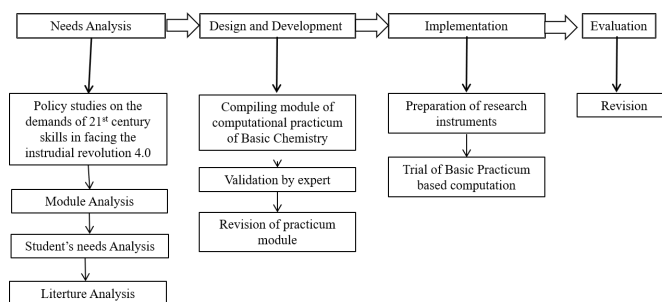 Needs Analysis
Design and Development
Implementation
Evaluation
Policy studies on the
demands of 21st century
skills in facing the
instrudial revolution 4.0
Module Analysis
Student's needs Analysis
Literture Analysis
Compiling module of
computational practicum
of Basic Chemistry
Validation by expert
Revision of practicum
module
Preparation of research
instruments
Trial of Basic Practicum
based computation
Revision